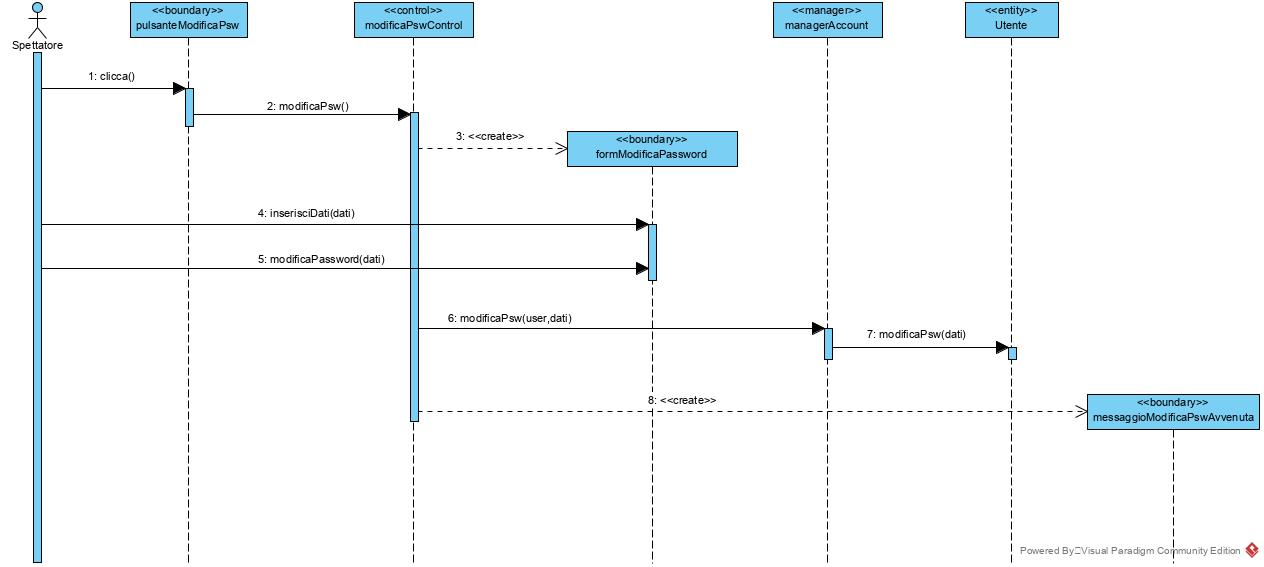 <<boundary>>
pulsanteModificaPsw
<<control>>
modificaPswControl
<<manager>>
managerAccount
<<entity>>
Utente
Spettatore
1: clicca()
2: modificaPsw()
3: <<create>>
<<boundary>>
formModificaPassword
4: inserisciDati(dati)
5: modificaPassword(dati)
6: modificaPsw(user,dati)
7: modificaPsw(dati)
8: <<create>>
<<boundary>>
messaggioModificaPswAvvenuta
Powered By Visual Paradigm Community Edition